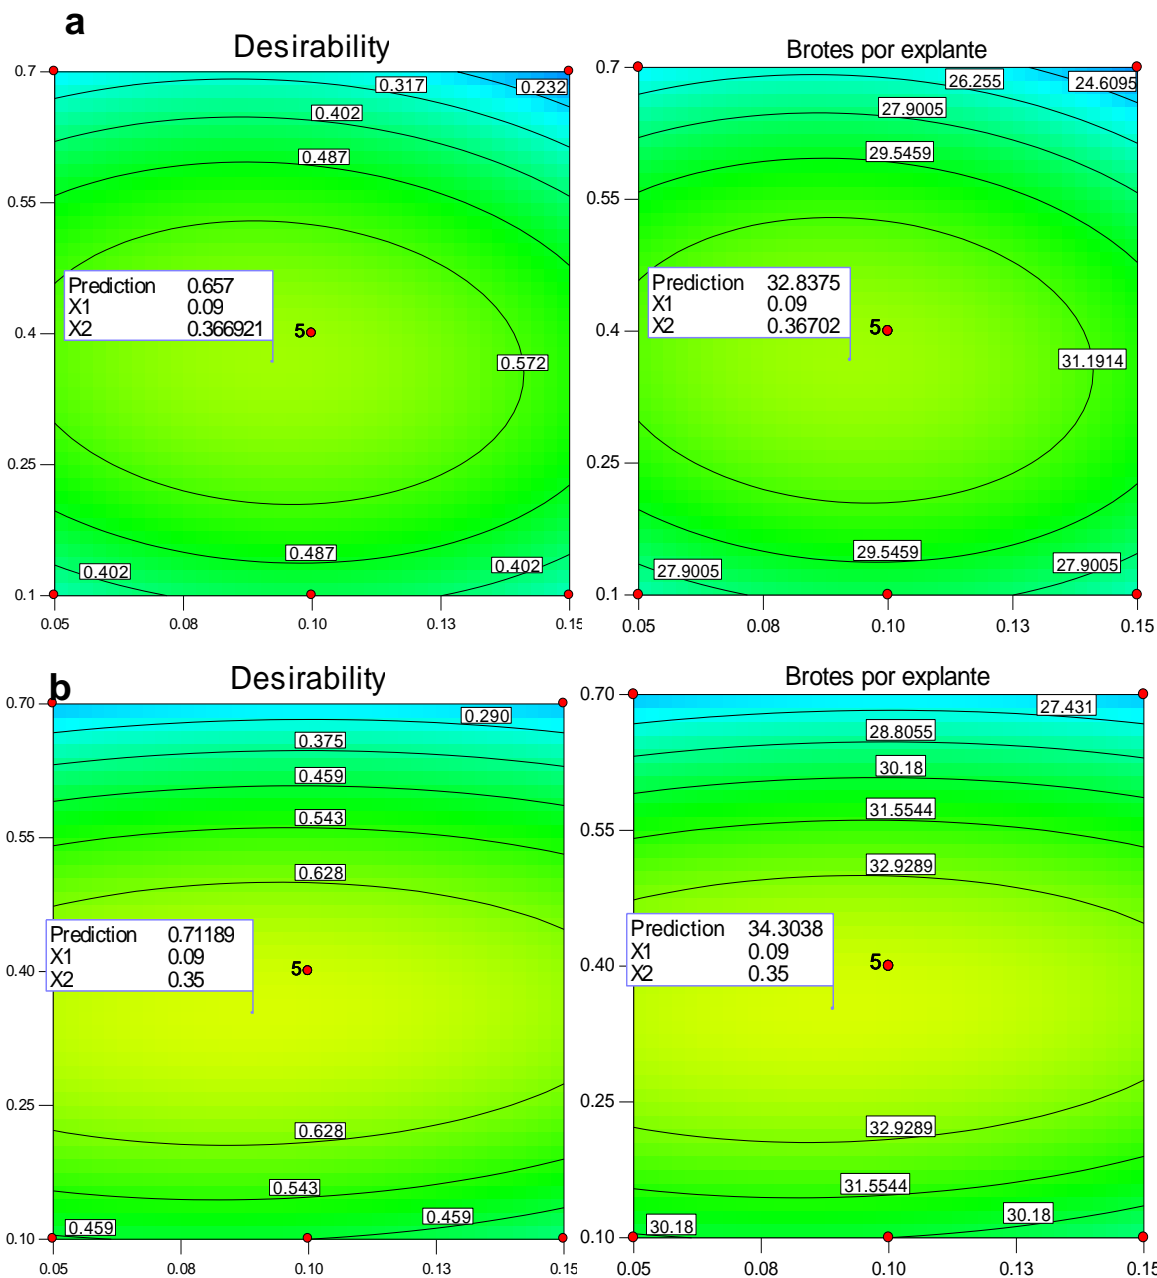 a
Desirability
0.7
0.317
0.232
0.402
0.487
0.55
Prediction 0.657
X1 0.09
X2 0.366921
0.4
5
0.572
0.25
0.487
0.402
0.402
0.1
0.05 0.08 0.10 0.13 0.15
Brotes por explante
0.7
26.255
24.6095
27.9005
29.5459
0.55
Prediction 32.8375
X1 0.09
X2 0.36702
0.4
5
31.1914
0.25
29.5459
27.9005
27.9005
0.1
0.05 0.08 0.10 0.13 0.15
b
Desirability
0.70
0.290
0.375
0.459
0.543
0.55
0.628
Prediction 0.71189
X1 0.09
X2 0.35
0.40
5
0.25
0.628
0.543
0.459
0.459
0.10
0.05 0.08 0.10 0.13 0.15
Brotes por explante
0.70
27.431
28.8055
30.18
31.5544
0.55
32.9289
Prediction 34.3038
X1 0.09
X2 0.35
0.40
5
0.25
32.9289
31.5544
30.18
30.18
0.10
0.05 0.08 0.10 0.13 0.15